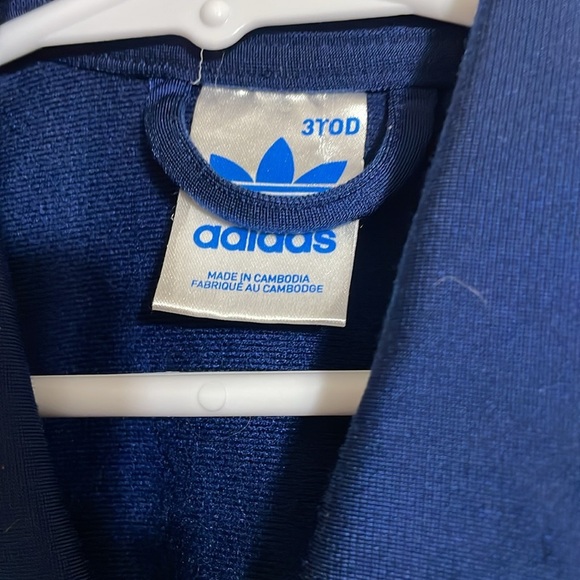 3TOD
adidas
MADE IN CAMBODIA
FABRIQUÉ AU CAMBODGE